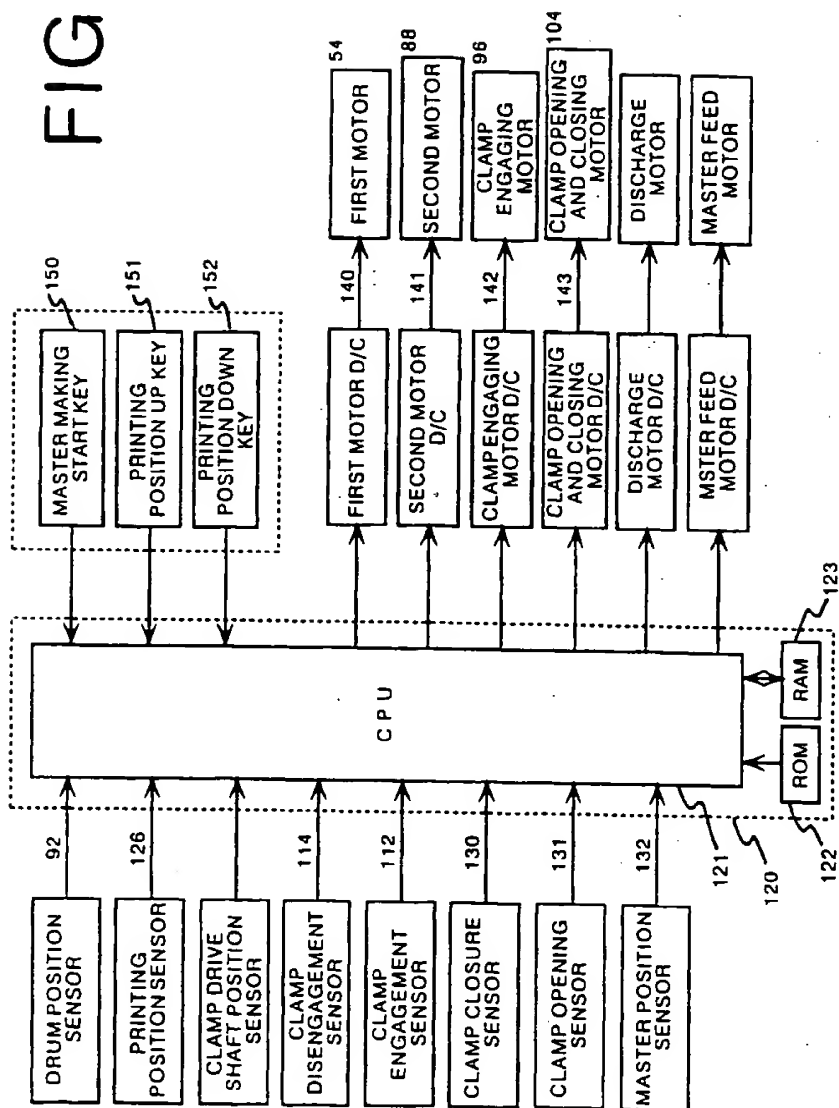 FIG
DRUM POSITION
SENSOR
92
PRINTING
POSITION SENSOR
126
CLAMP DRIVE
SHAFT POSITION
SENSOR
CLAMP
DISENGAGEMENT
SENSOR
114
CLAMP
ENGAGEMENT
SENSOR
112
CLAMP CLOSURE
SENSOR
130
CLAMP OPENING
SENSOR
131
MASTER POSITION
SENSOR
132
CPU
ROM
RAM
122
120
121
123
MASTER MAKING
START KEY
150
PRINTING
POSITION UP KEY
151
PRINTING
POSITION DOWN
KEY
152
FIRST MOTOR D/C
140
FIRST MOTOR
54
SECOND MOTOR
D/C
141
SECOND MOTOR
88
CLAMP ENGAGING
MOTOR D/C
142
CLAMP
ENGAGING
MOTOR
96
CLAMP OPENING
AND CLOSING
MOTOR D/C
143
CLAMP OPENING
AND CLOSING
MOTOR
104
DISCHARGE
MOTOR D/C
DISCHARGE
MOTOR
MSTER FEED
MOTOR D/C
MASTER FEED
MOTOR